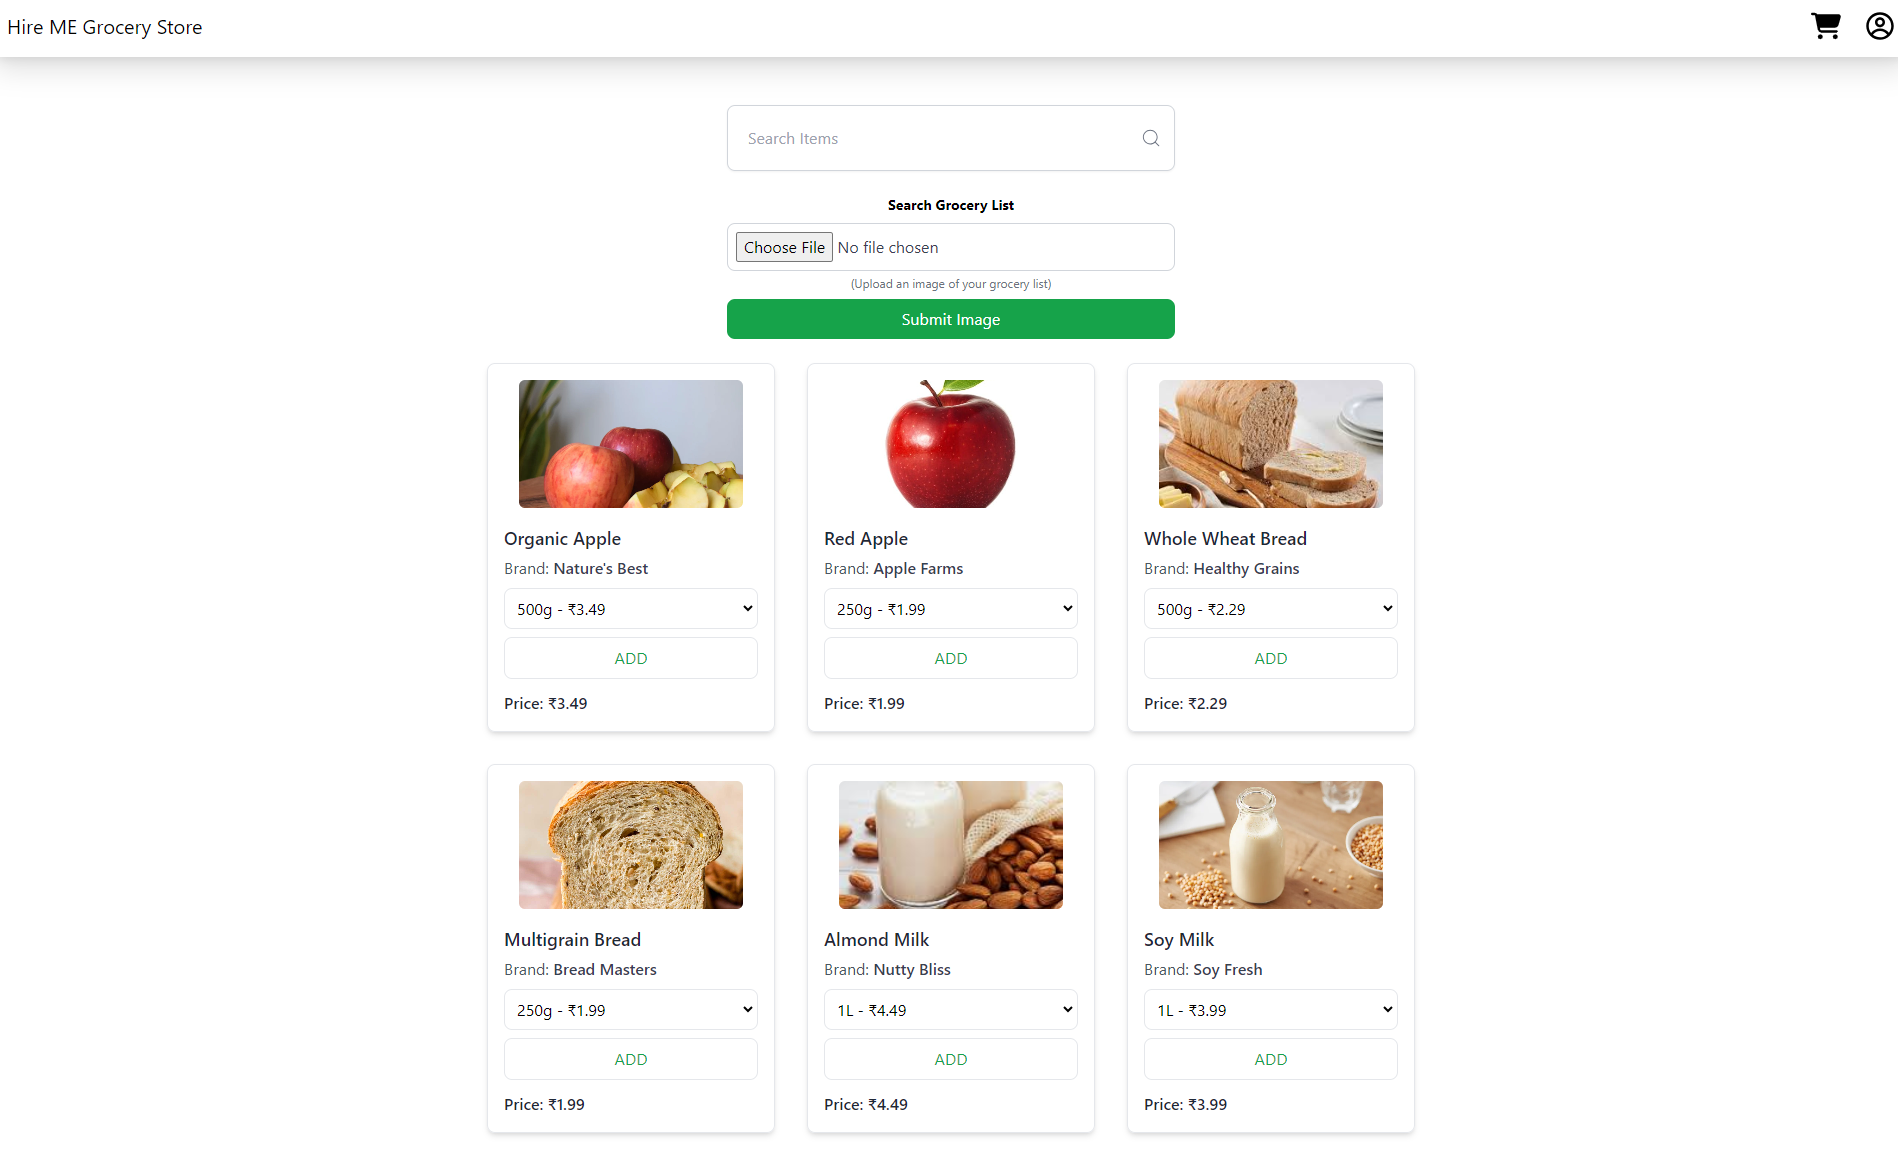 Hire ME Grocery Store
Search Items
Search Grocery List
Choose File No file chosen
(Upload an image of your grocery list)
Submit Image
Organic Apple
Brand: Nature's Best
500g - ₹3.49
ADD
Price: ₹3.49
Red Apple
Brand: Apple Farms
250g - ₹1.99
ADD
Price: ₹1.99
Whole Wheat Bread
Brand: Healthy Grains
500g - ₹2.29
ADD
Price: ₹2.29
Multigrain Bread
Brand: Bread Masters
250g - ₹1.99
ADD
Price: ₹1.99
Almond Milk
Brand: Nutty Bliss
1L - ₹4.49
ADD
Price: ₹4.49
Soy Milk
Brand: Soy Fresh
1L - ₹3.99
ADD
Price: ₹3.99